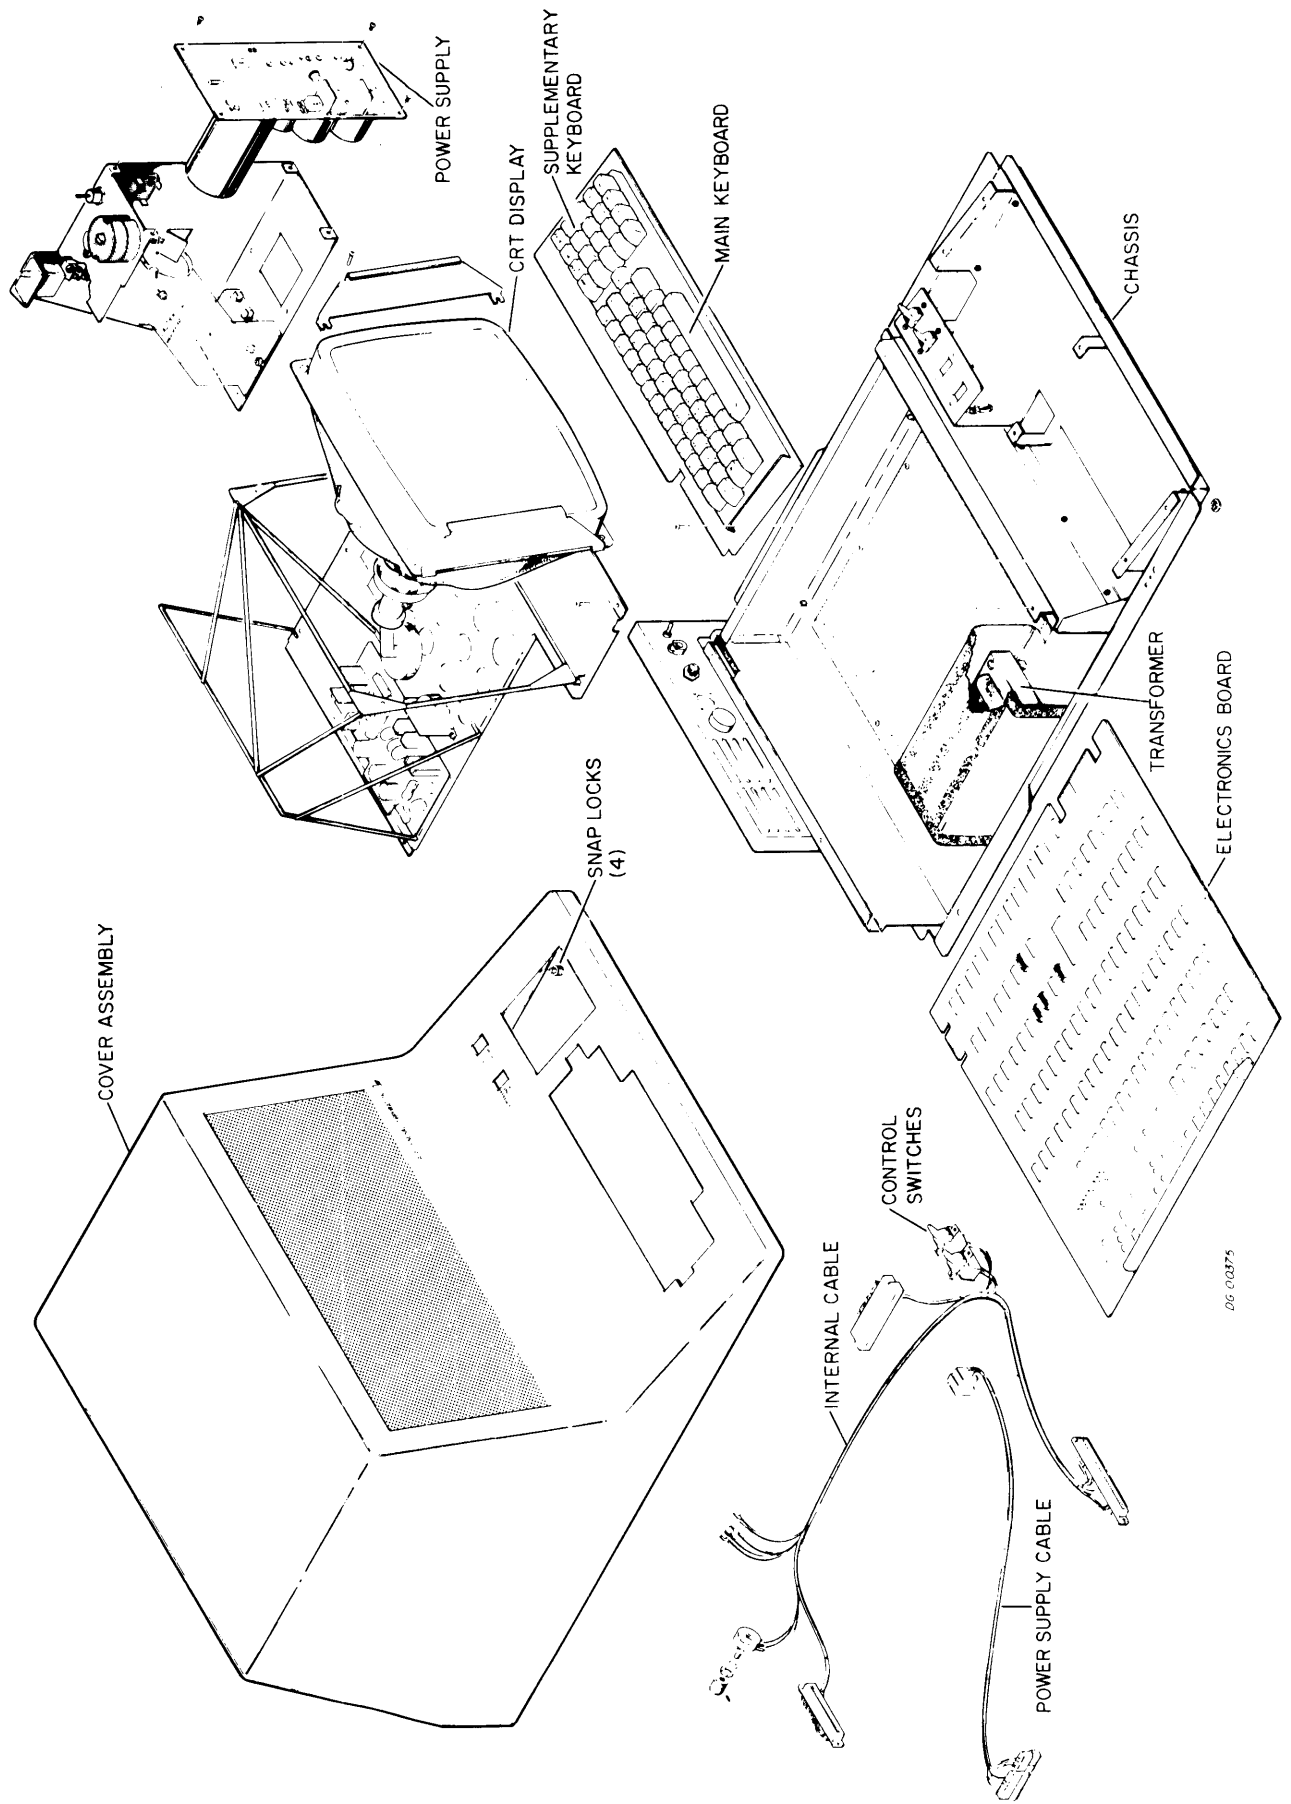 COVER ASSEMBLY
SNAP LOCKS
(4)
POWER SUPPLY
CRT DISPLAY
SUPPLEMENTARY
KEYBOARD
MAIN KEYBOARD
CHASSIS
TRANSFORMER
ELECTRONICS BOARD
CONTROL
SWITCHES
INTERNAL CABLE
POWER SUPPLY CABLE
DG 00375